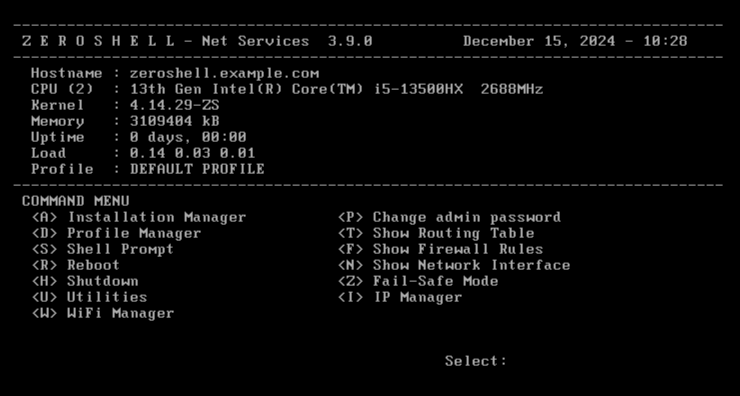 Z E R O S H E L L - Net Services 3.9.0 December 15, 2024 - 10:28
Hostname : zeroshell.example.com
CPU (2) : 13th Gen Intel(R) Core(TM) i5-13500HX 2688MHz
Kernel : 4.14.29-ZS
Memory : 3109404 kB
Uptime : 0 days, 00:00
Load : 0.14 0.03 0.01
Profile : DEFAULT PROFILE
COMMAND MENU
<A> Installation Manager <P> Change admin password
<D> Profile Manager <T> Show Routing Table
<S> Shell Prompt <F> Show Firewall Rules
<R> Reboot <N> Show Network Interface
<H> Shutdown <Z> Fail-Safe Mode
<U> Utilities <I> IP Manager
<W> WiFi Manager
Select: